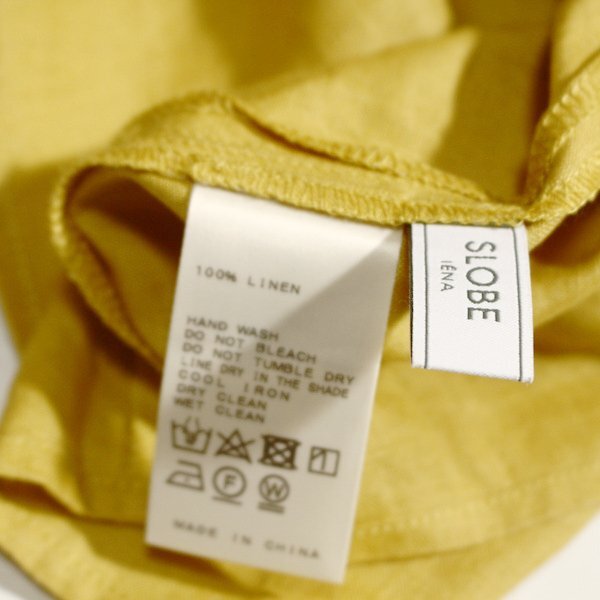 100% LINEN
HAND WASH
DO NOT BLEACH
DO NOT TUMBLE DRY
LINE DRY IN THE SHADE
COOL IRON
DRY CLEAN
WET CLEAN
F
W
MADE IN CHINA
SLOBE
IÉNA